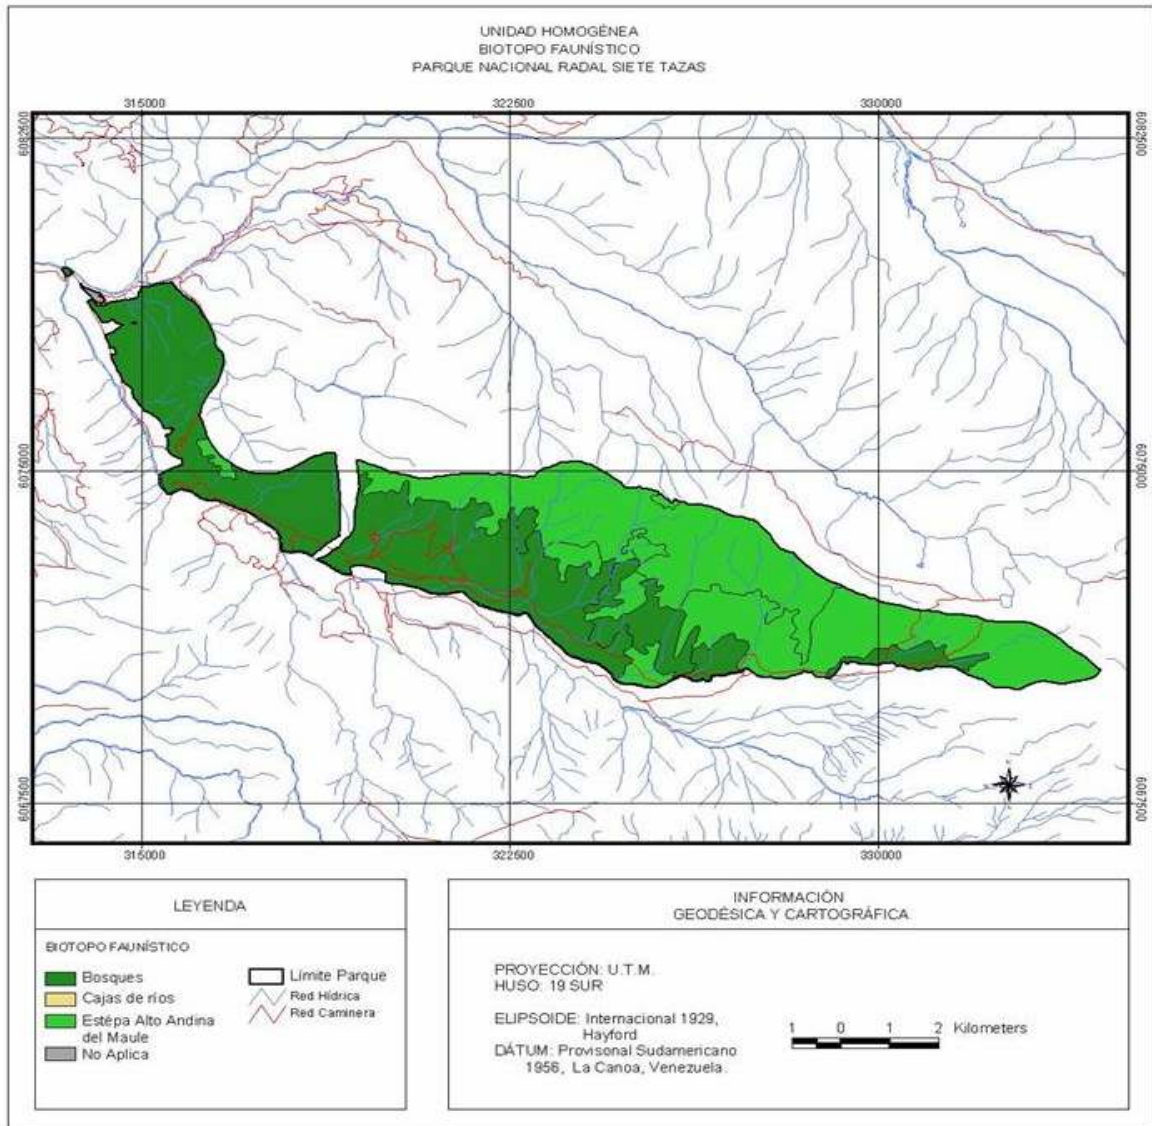 UNIDAD HOMOGÉNEA
BIOTOPO FAUNÍSTICO
PARQUE NACIONAL RADAL SIETE TAZAS
315000 322500 330000
6082500 6082500
6075000 6075000
6067500 6067500
315000 322500 330000
LEYENDA
BIOTOPO FAUNÍSTICO
Bosques
Cajas de ríos
Estépa Alto Andina
del Maule
No Aplica
Límite Parque
Red Hídrica
Red Caminera
INFORMACIÓN
GEODÉSICA Y CARTOGRÁFICA
PROYECCIÓN: U.T.M.
HUSO: 19 SUR
ELIPSOIDE: Internacional 1929,
Hayford
DÁTUM: Provisonal Sudamericano
1956, La Canoa, Venezuela.
1 0 1 2 Kilometers